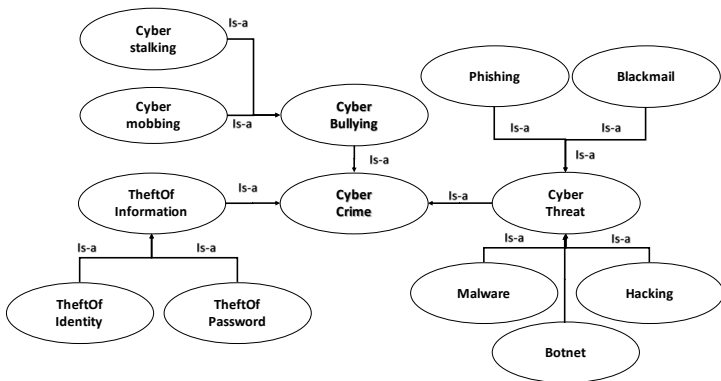 Is-a
Cyber
stalking
Cyber
mobbing
Is-a
Cyber
Bullying
Is-a
Phishing
Blackmail
Is-a
Is-a
Is-a
TheftOf
Information
Is-a
Cyber
Crime
Is-a
Cyber
Threat
Is-a
Is-a
TheftOf
Identity
TheftOf
Password
Is-a
Is-a
Malware
Hacking
Botnet